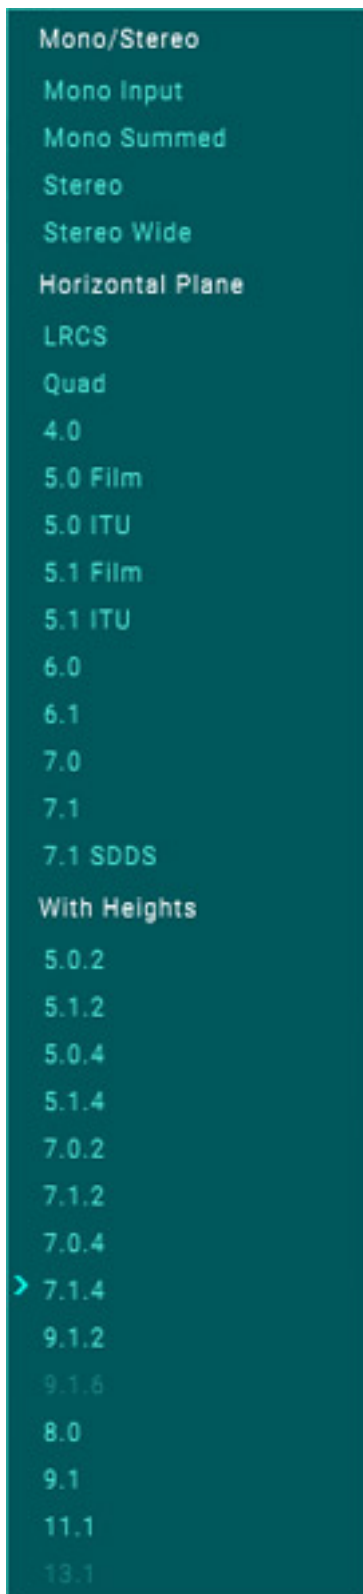 Mono/Stereo
Mono Input
Mono Summed
Stereo
Stereo Wide
Horizontal Plane
LRCS
Quad
4.0
5.0 Film
5.0 ITU
5.1 Film
5.1 ITU
6.0
6.1
7.0
7.1
7.1 SDDS
With Heights
5.0.2
5.1.2
5.0.4
5.1.4
7.0.2
7.1.2
7.0.4
7.1.4
9.1.2
9.1.6
8.0
9.1
11.1
13.1